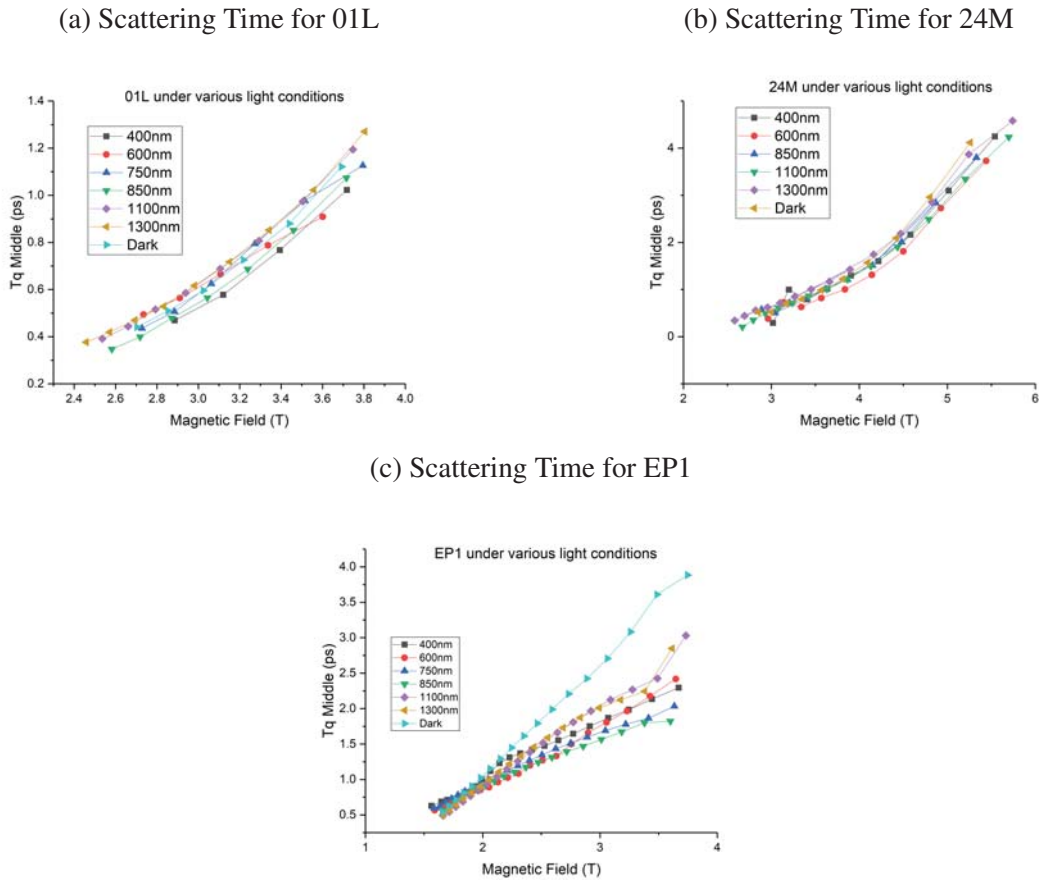 (a) Scattering Time for 01L
(b) Scattering Time for 24M
01L under various light conditions
1.4
1.2
1.0
0.8
0.6
0.4
0.2
Tq Middle (ps)
400nm
600nm
750nm
850nm
1100nm
1300nm
Dark
2.4 2.6 2.8 3.0 3.2 3.4 3.6 3.8 4.0
Magnetic Field (T)
24M under various light conditions
4
2
0
Tq Middle (ps)
400nm
600nm
850nm
1100nm
1300nm
Dark
2 3 4 5 6
Magnetic Field (T)
(c) Scattering Time for EP1
EP1 under various light conditions
4.0
3.5
3.0
2.5
2.0
1.5
1.0
0.5
Tq Middle (ps)
400nm
600nm
750nm
850nm
1100nm
1300nm
Dark
1 2 3 4
Magnetic Field (T)